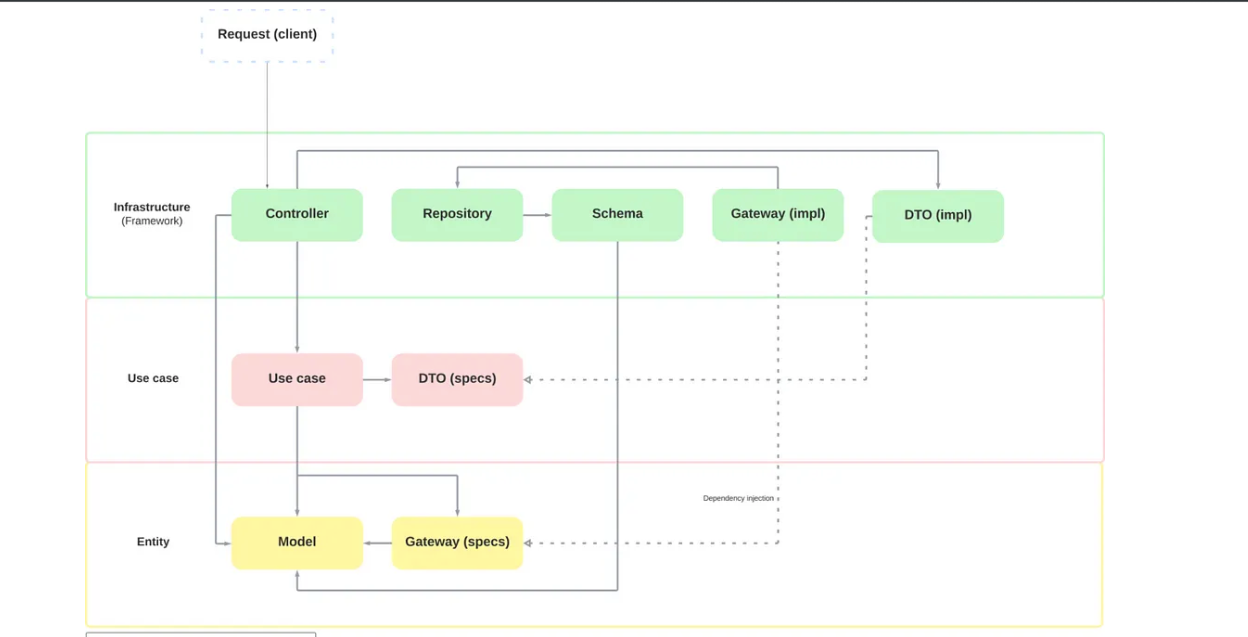 Request (client)
Infrastructure
(Framework)
Controller
Repository
Schema
Gateway (impl)
DTO (impl)
Use case
Use case
DTO (specs)
Dependency injection
Entity
Model
Gateway (specs)